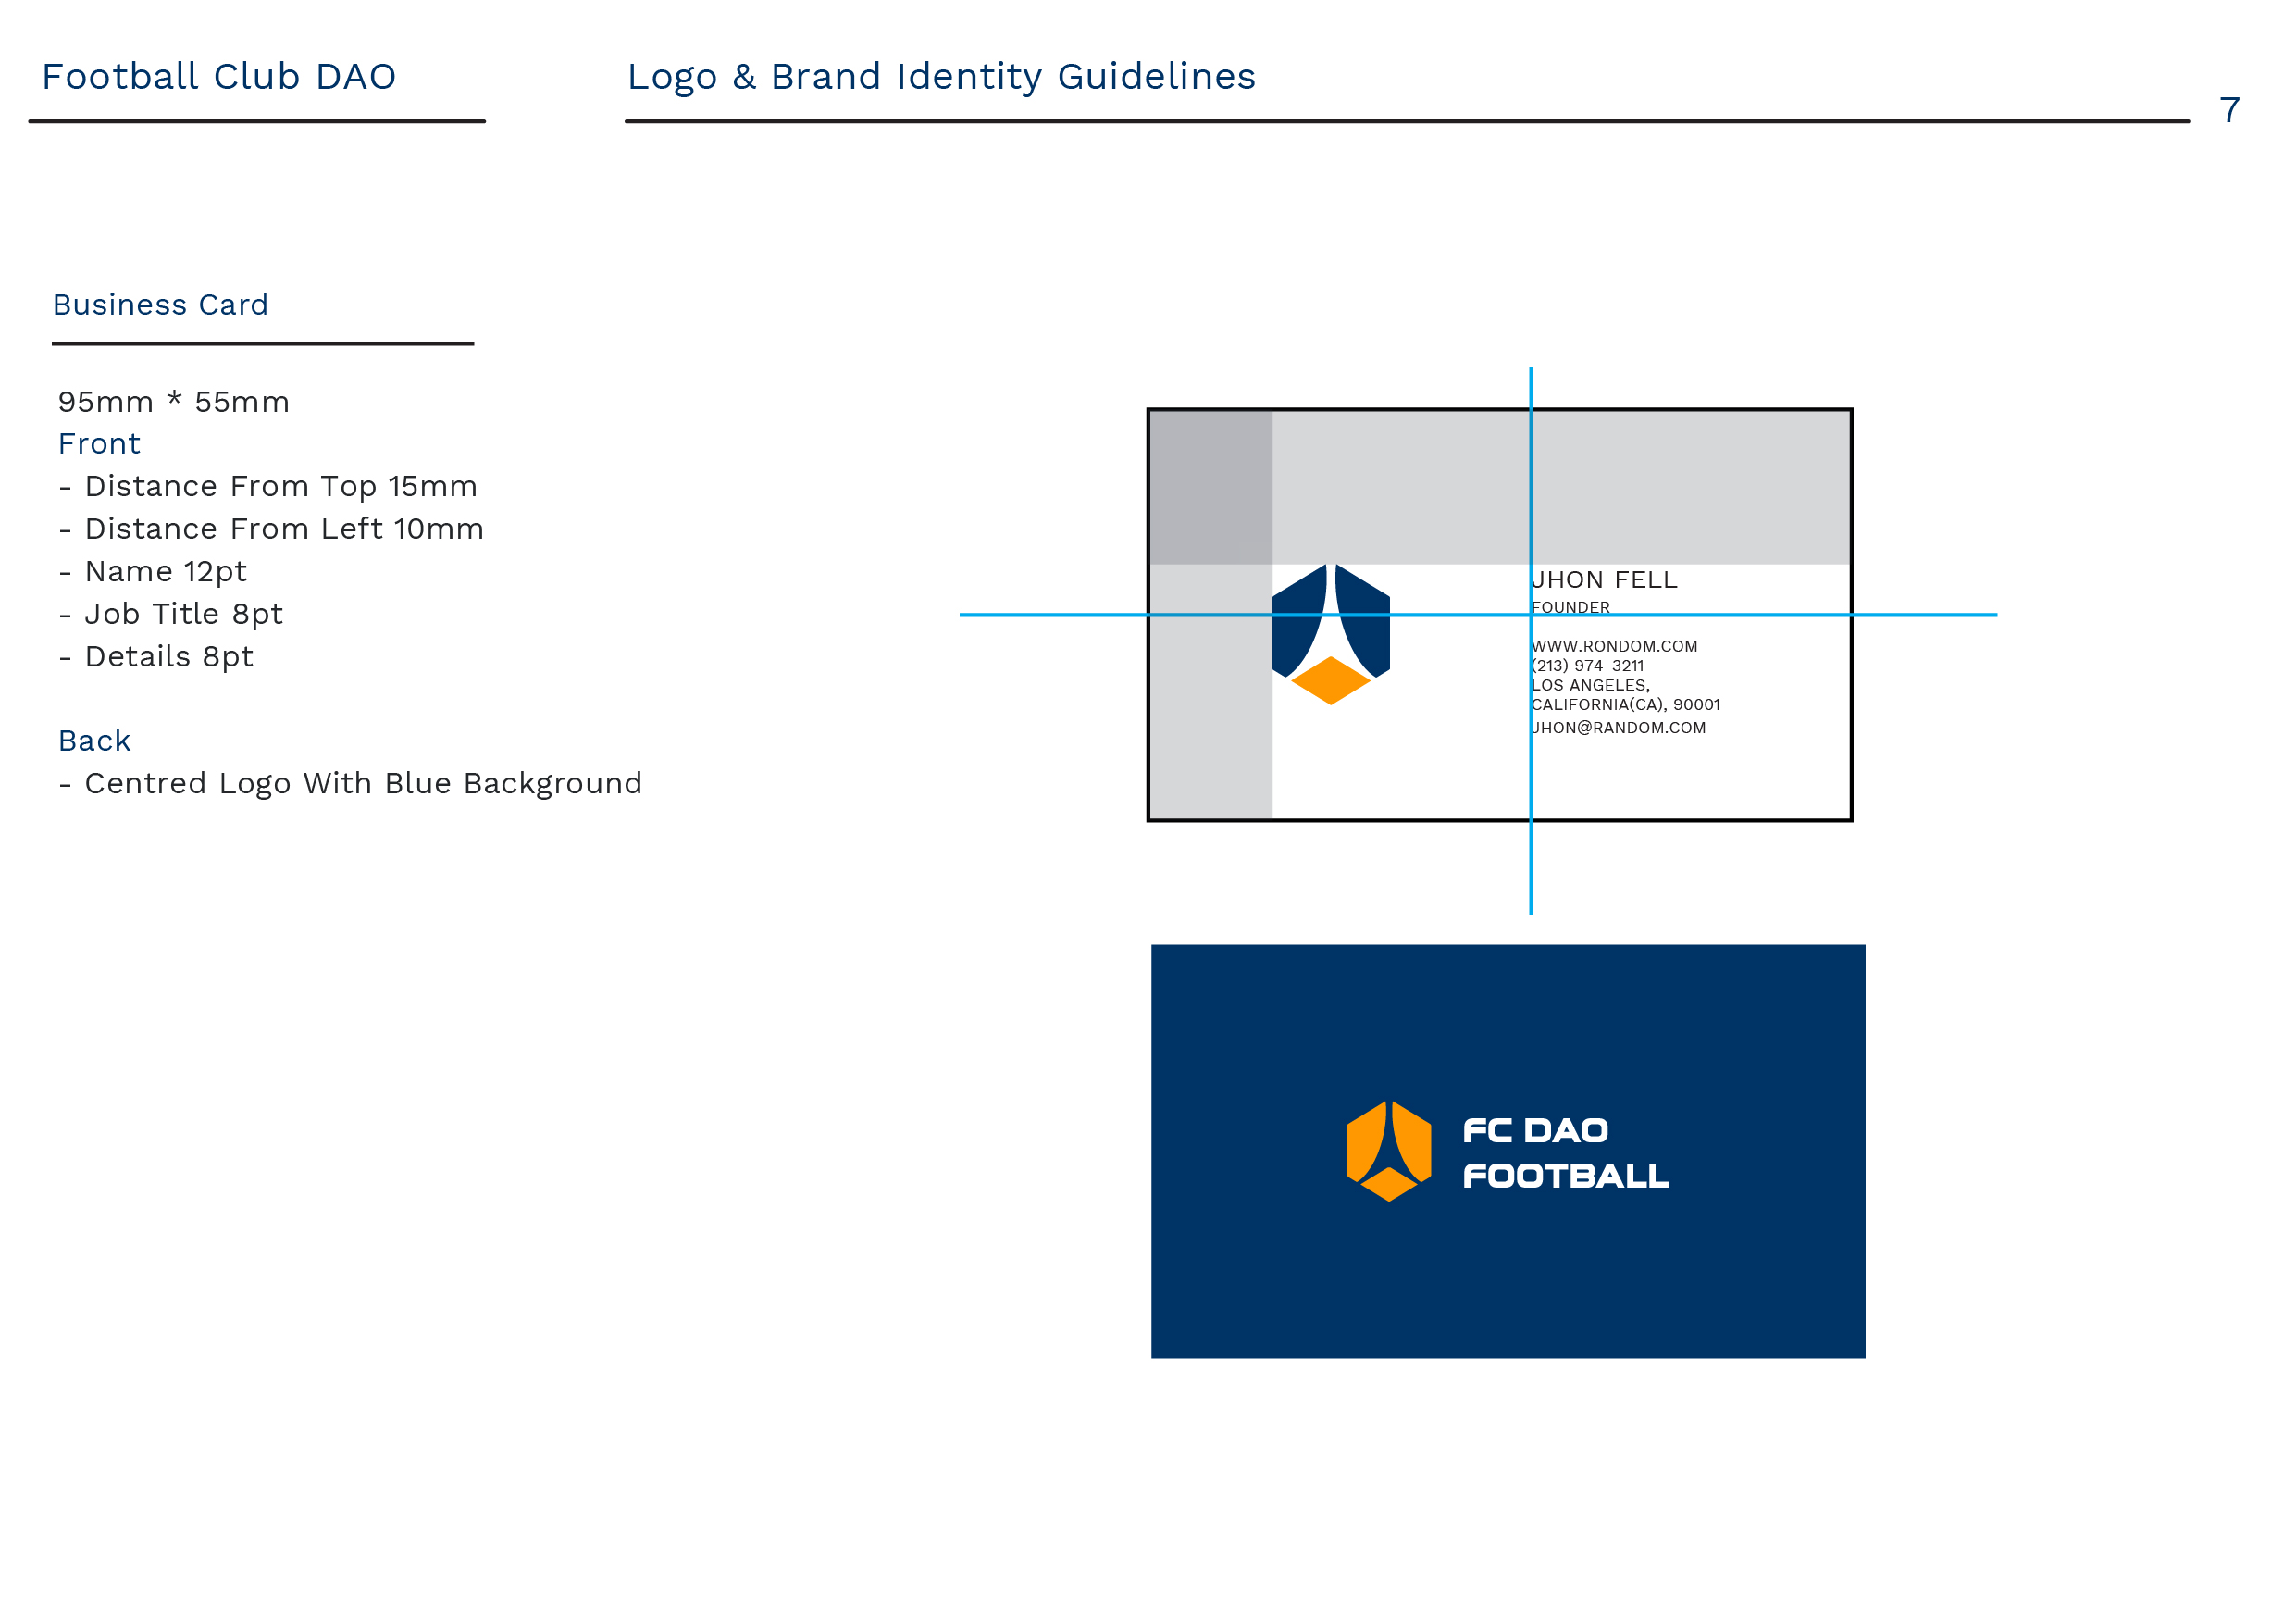 Football Club DAO
Logo & Brand Identity Guidelines
7
Business Card
95mm * 55mm
Front
- Distance From Top 15mm
- Distance From Left 10mm
- Name 12pt
- Job Title 8pt
- Details 8pt
Back
- Centred Logo With Blue Background
JHON FELL
FOUNDER
WWW.RONDOM.COM
(213) 974-3211
LOS ANGELES,
CALIFORNIA(CA), 90001
JHON@RANDOM.COM
FC DAO
FOOTBALL